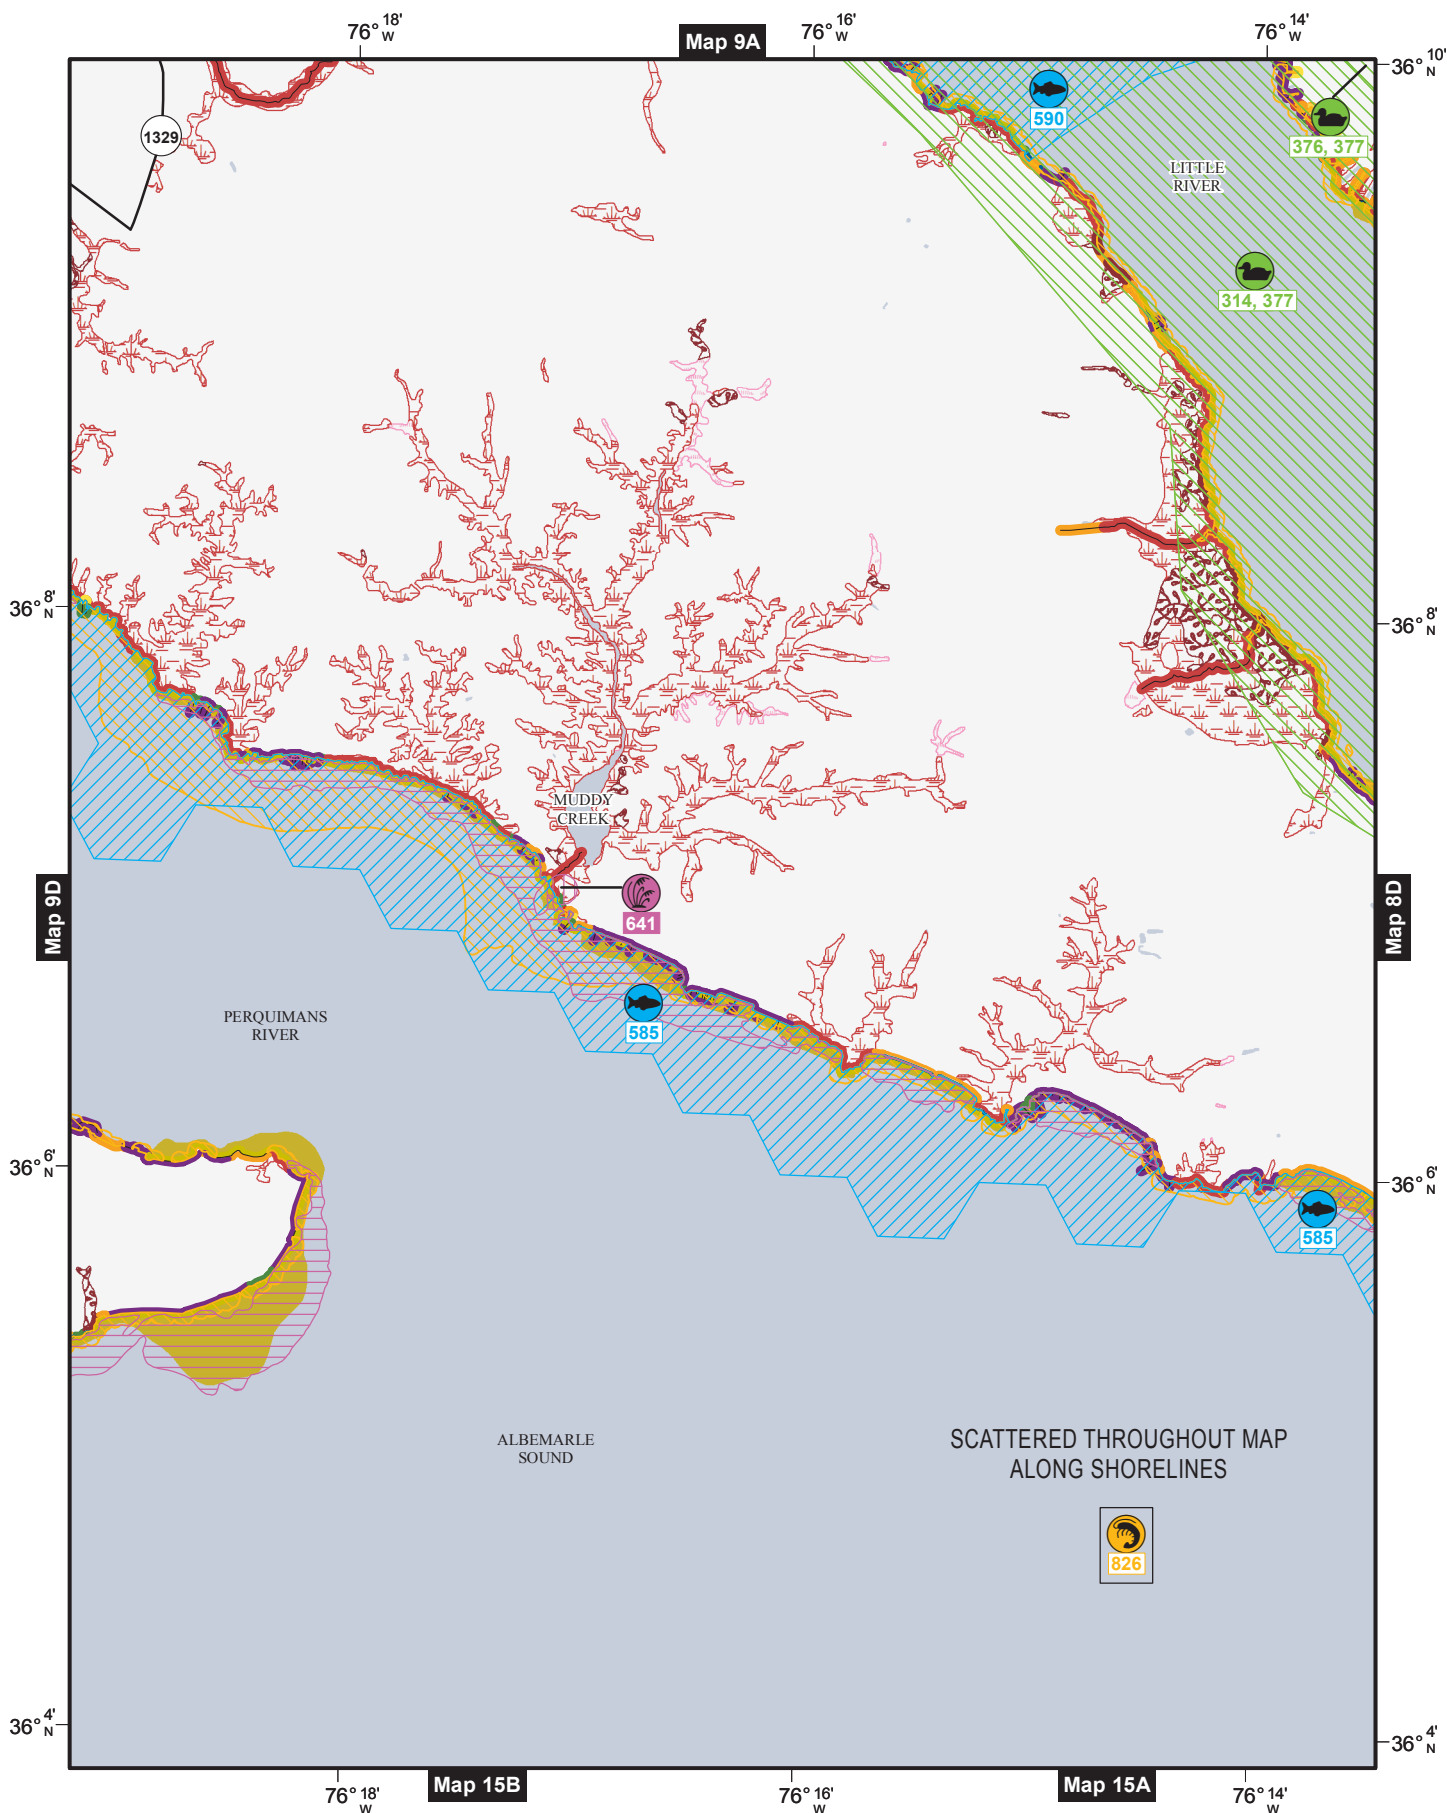 76° 18' W
76° 16' W
76° 14' W
Map 9A
36° 10' N
1329
590
376, 377
LITTLE
RIVER
314, 377
36° 8' N
36° 8' N
MUDDY
CREEK
Map 9D
Map 8D
641
585
PERQUIMANS
RIVER
36° 6' N
36° 6' N
585
ALBEMARLE
SOUND
SCATTERED THROUGHOUT MAP
ALONG SHORELINES
826
36° 4' N
36° 4' N
Map 15B
Map 15A
76° 18' W
76° 16' W
76° 14' W